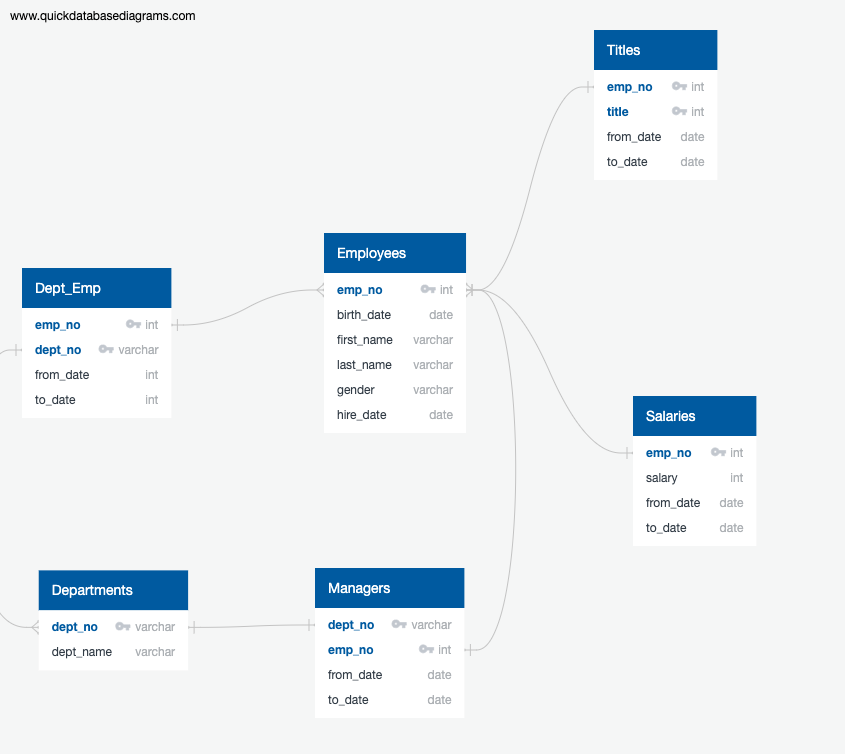 www.quickdatabasediagrams.com
Titles
emp_no int
title int
from_date date
to_date date
Employees
emp_no int
birth_date date
first_name varchar
last_name varchar
gender varchar
hire_date date
Dept_Emp
emp_no int
dept_no varchar
from_date int
to_date int
Salaries
emp_no int
salary int
from_date date
to_date date
Departments
dept_no varchar
dept_name varchar
Managers
dept_no varchar
emp_no int
from_date date
to_date date